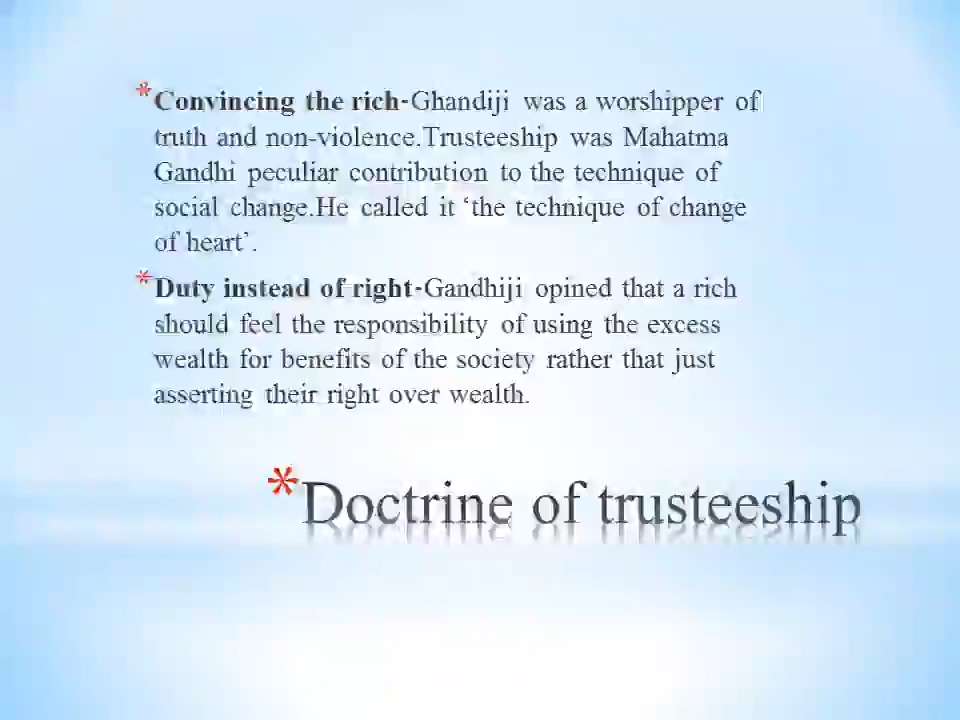 *Convincing the rich-Ghandiji was a worshipper of
truth and non-violence.Trusteeship was Mahatma
Gandhi peculiar contribution to the technique of
social change.He called it ‘the technique of change
of heart’.
*Duty instead of right-Gandhiji opined that a rich
should feel the responsibility of using the excess
wealth for benefits of the society rather that just
asserting their right over wealth.
*Doctrine of trusteeship